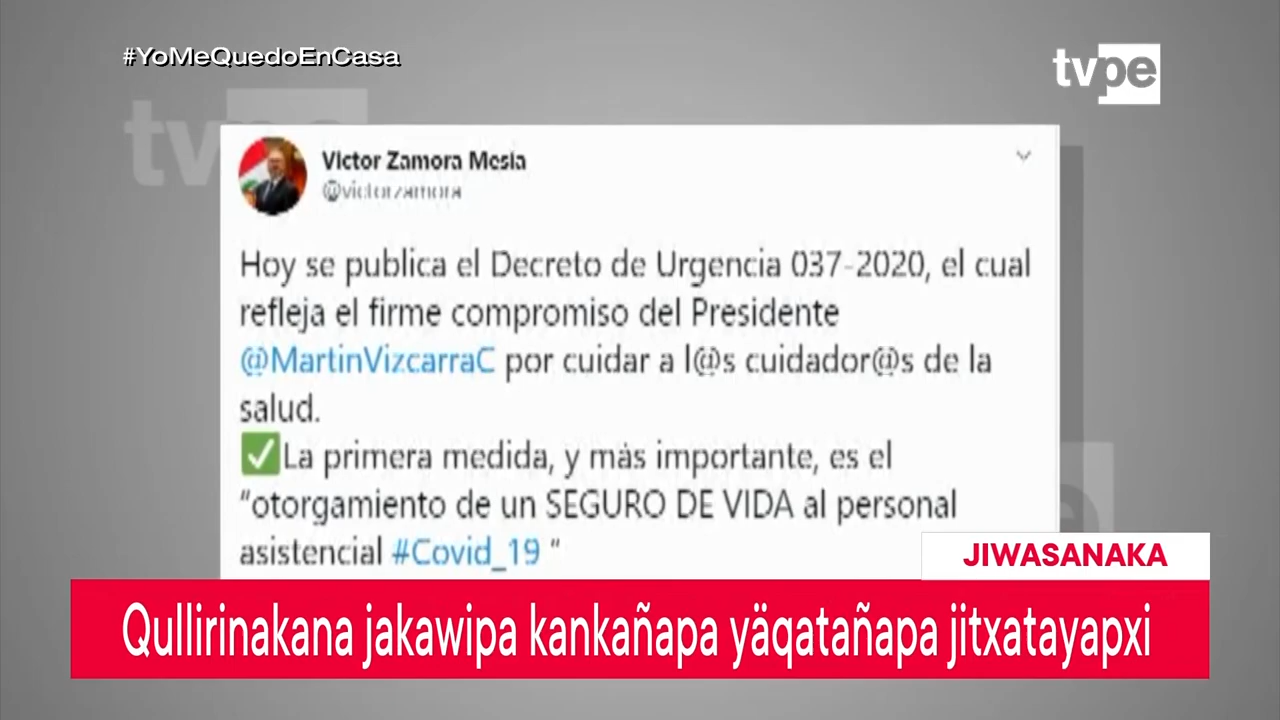 #YoMeQuedoEnCasa
tvpe
Victor Zamora Mesia
@victorzamora
Hoy se publica el Decreto de Urgencia 037-2020, el cual
refleja el firme compromiso del Presidente
@MartinVizcarraC por cuidar a l@s cuidador@s de la
salud.
✅La primera medida, y más importante, es el
“otorgamiento de un SEGURO DE VIDA al personal
asistencial #Covid_19 “
JIWASANAKA
Qullirinakana jakawipa kankañapa yäqatañapa jitxatayapxi